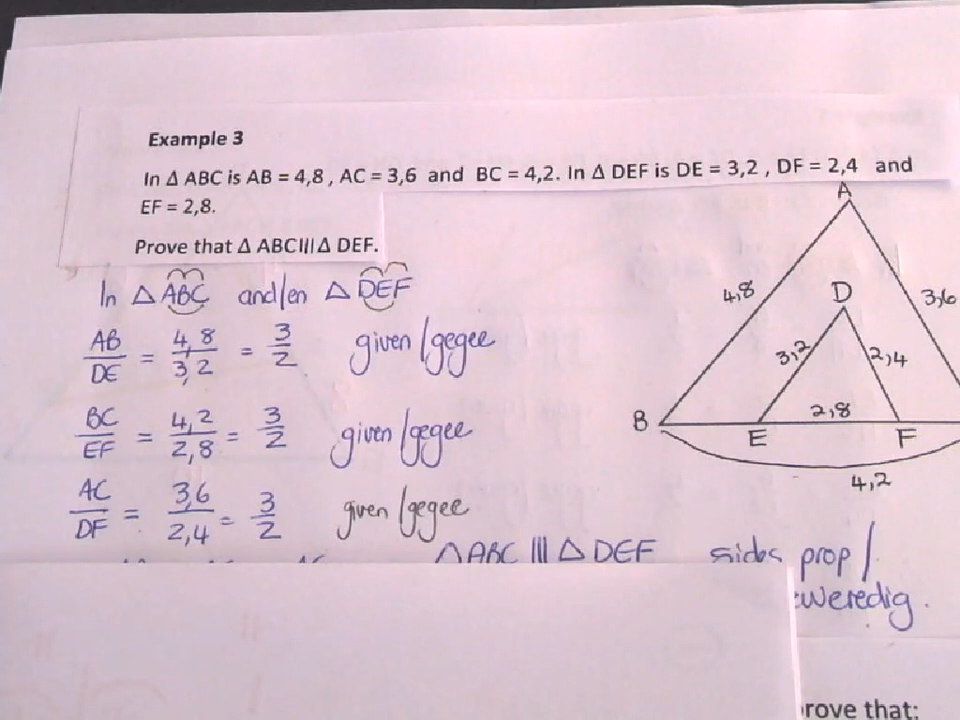 Example 3
In Δ ABC is AB = 4,8 , AC = 3,6 and BC = 4,2. In Δ DEF is DE = 3,2 , DF = 2,4 and
EF = 2,8.
Prove that Δ ABC|||Δ DEF.
In Δ ABC and/en Δ DEF
AB/DE = 4,8/3,2 = 3/2 given/gegee
BC/EF = 4,2/2,8 = 3/2 given/gegee
AC/DF = 3,6/2,4 = 3/2 given/gegee
Δ ABC ||| Δ DEF sides prop/
eweredig.
A
4,8
D
3,6
3,2
2,4
2,8
B
E
F
4,2
rove that: